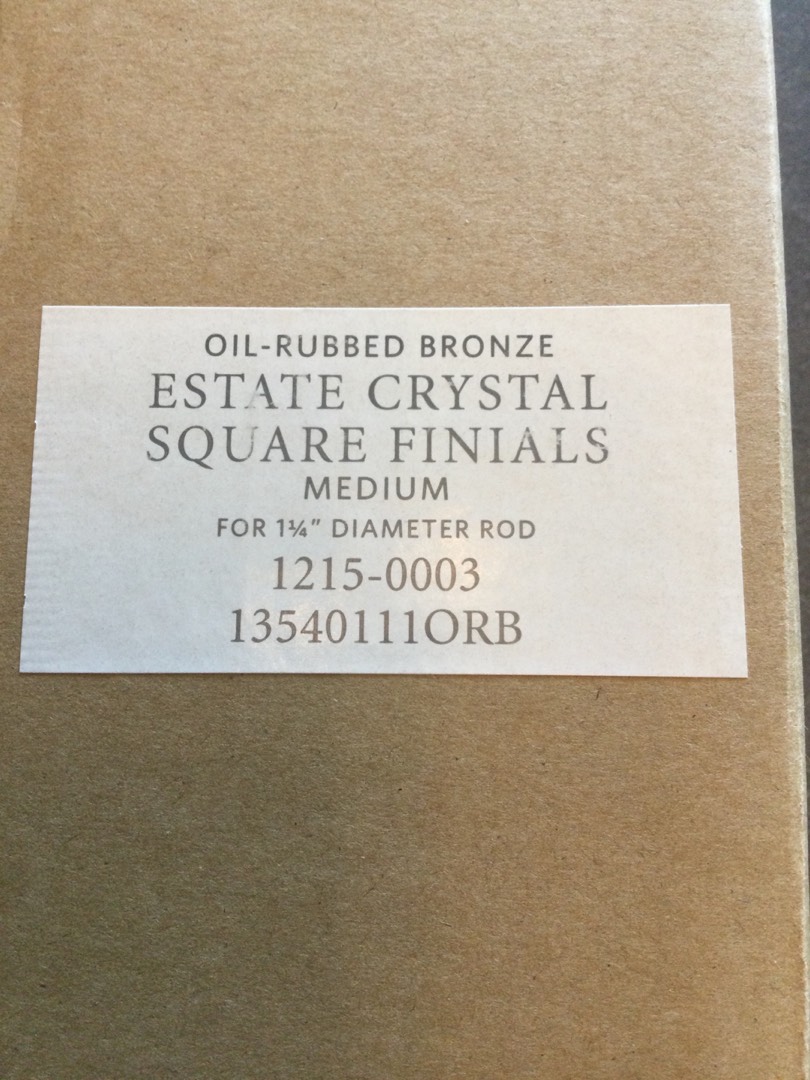 OIL-RUBBED BRONZE
ESTATE CRYSTAL
SQUARE FINIALS
MEDIUM
FOR 1¼” DIAMETER ROD
1215-0003
13540111ORB